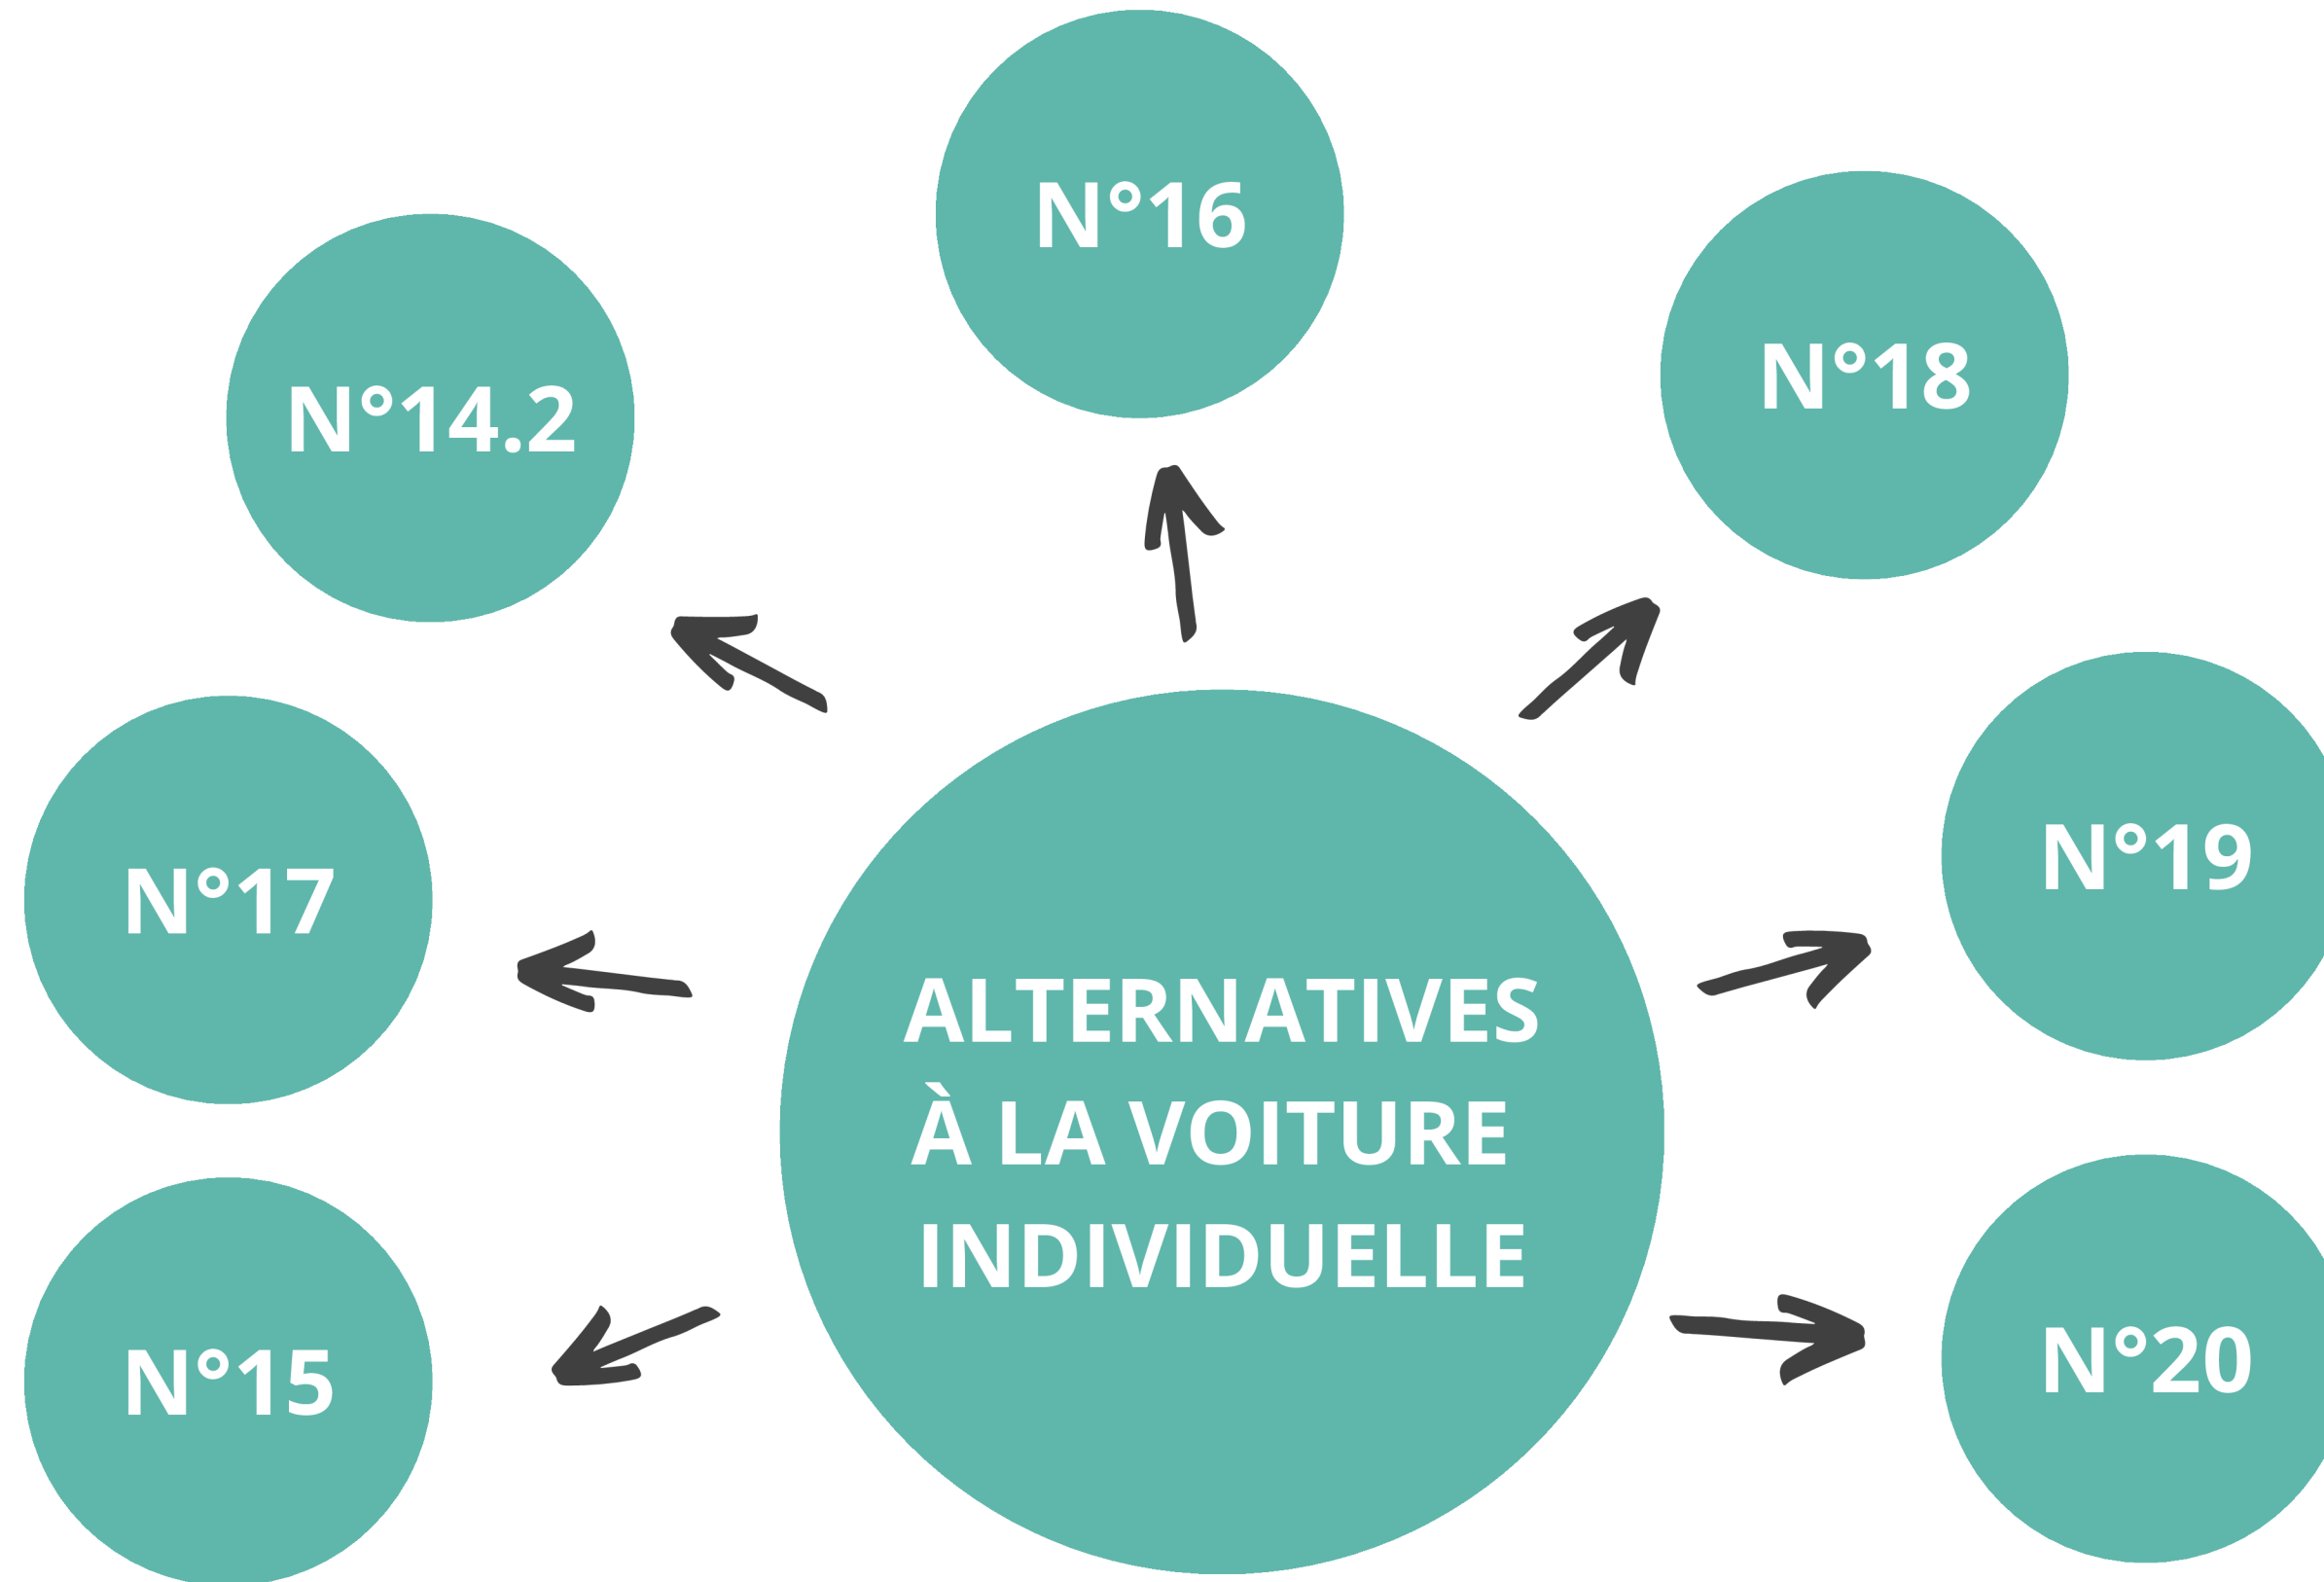 N°16
N°18
N°14.2
N°19
N°17
ALTERNATIVES
À LA VOITURE
INDIVIDUELLE
N°20
N°15